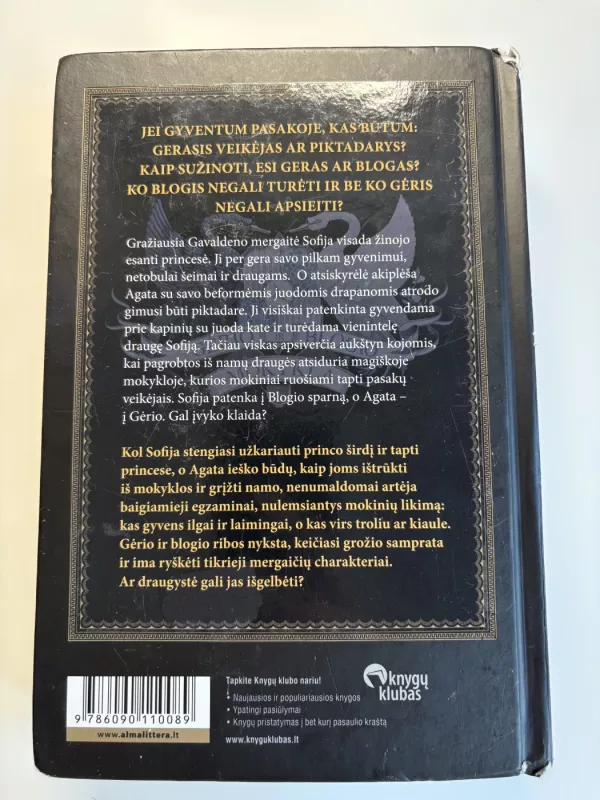 JEI GYVENTUM PASAKOJE, KAS BŪTUM:
GERASIS VEIKĖJAS AR PIKTADARYS?
KAIP SUŽINOTI, ESI GERAS AR BLOGAS?
KO BLOGIS NEGALI TURĖTI IR BE KO GĖRIS
NEGALI APSIEITI?
Gražiausia Gavaldeno mergaitė Sofija visada žinojo
esanti princesė. Ji per gera savo pilkam gyvenimui,
netobulai šeimai ir draugams. O atsiskyrėlė akiplėša
Agata su savo beformėmis juodomis drapanomis atrodo
gimusi būti piktadare. Ji visiškai patenkinta gyvendama
prie kapinių su juoda kate ir turėdama vienintelę
draugę Sofiją. Tačiau viskas apsiverčia aukštyn kojomis,
kai pagrobtos iš namų draugės atsiduria magiškoje
mokykloje, kurios mokiniai ruošiami tapti pasakų
veikėjais. Sofija patenka į Blogio sparną, o Agata –
į Gėrio. Gal įvyko klaida?
Kol Sofija stengiasi užkariauti princo širdį ir tapti
princese, o Agata ieško būdų, kaip joms ištrūkti
iš mokyklos ir grįžti namo, nenumaldomai artėja
baigiamieji egzaminai, nulemsiantys mokinių likimą:
kas gyvens ilgai ir laimingai, o kas virs troliu ar kiaule.
Gėrio ir blogio ribos nyksta, keičiasi grožio samprata
ir ima ryškėti tikrieji mergaičių charakteriai.
Ar draugystė gali jas išgelbėti?
9 786090 110089
www.almalittera.lt
Tapkite Knygų klubo nariu!
• Naujausios ir populiariausios knygos
• Ypatingi pasiūlymai
• Knygų pristatymas į bet kurį pasaulio kraštą
www.knyguklubas.lt
knygų
klubas